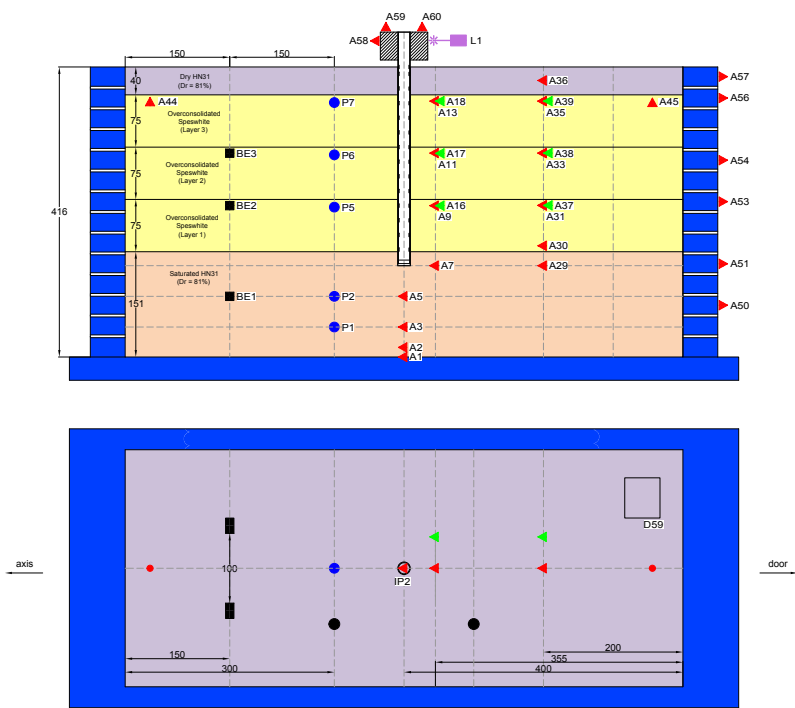 A59
A60
A58
L1
150
150
40
Dry HN31
(Dr = 81%)
A36
A57
A44
P7
A18
A13
A39
A35
A45
A56
75
Overconsolidated
Speswhite
(Layer 3)
BE3
P6
A17
A11
A38
A33
A54
75
Overconsolidated
Speswhite
(Layer 2)
416
BE2
P5
A16
A9
A37
A31
A53
75
Overconsolidated
Speswhite
(Layer 1)
A30
A7
A29
A51
Saturated HN31
(Dr = 81%)
151
BE1
P2
A5
A50
P1
A3
A2
A1
D59
axis
100
IP2
door
150
200
355
300
400